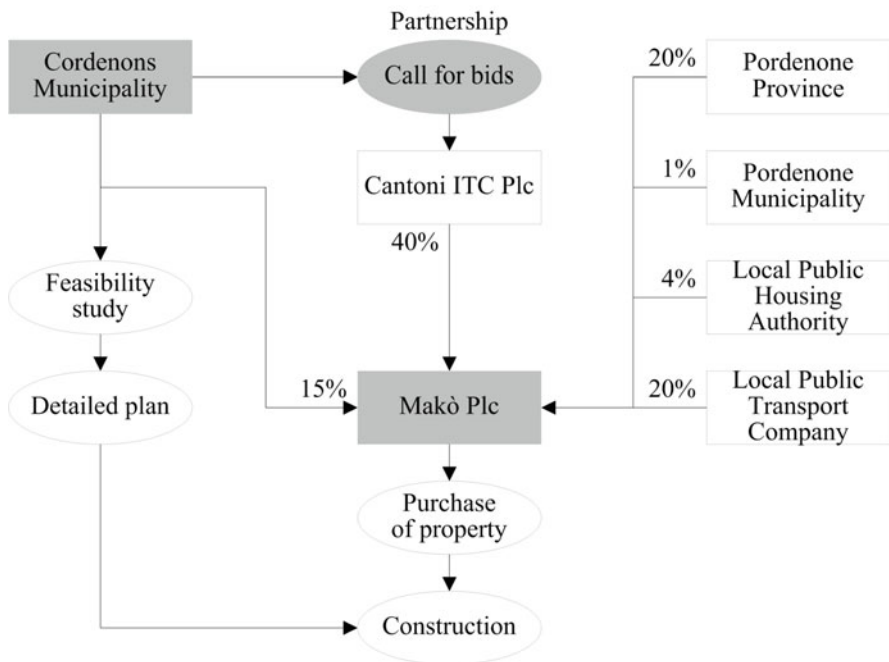 Partnership
Cordenons
Municipality
Call for bids
20%
Pordenone
Province
Cantoni ITC Plc
1%
Pordenone
Municipality
40%
Feasibility
study
4%
Local Public
Housing
Authority
Detailed plan
15%
Makò Plc
20%
Local Public
Transport
Company
Purchase
of property
Construction